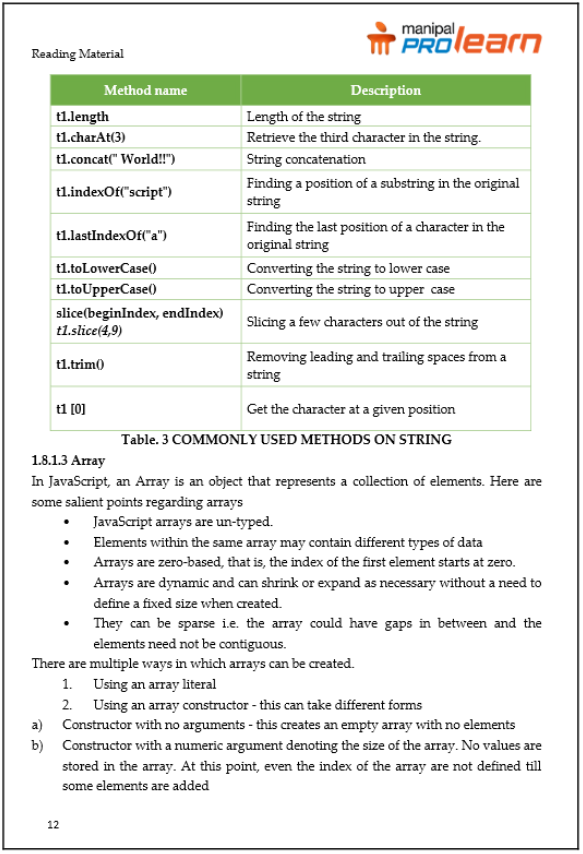 manipal
PROlearn
Reading Material
Method name Description
t1.length Length of the string
t1.charAt(3) Retrieve the third character in the string.
t1.concat(" World!!") String concatenation
t1.indexOf("script") Finding a position of a substring in the original
string
t1.lastIndexOf("a") Finding the last position of a character in the
original string
t1.toLowerCase() Converting the string to lower case
t1.toUpperCase() Converting the string to upper case
slice(beginIndex, endIndex)
t1.slice(4,9) Slicing a few characters out of the string
t1.trim() Removing leading and trailing spaces from a
string
t1 [0] Get the character at a given position
Table. 3 COMMONLY USED METHODS ON STRING
1.8.1.3 Array
In JavaScript, an Array is an object that represents a collection of elements. Here are
some salient points regarding arrays
• JavaScript arrays are un-typed.
• Elements within the same array may contain different types of data
• Arrays are zero-based, that is, the index of the first element starts at zero.
• Arrays are dynamic and can shrink or expand as necessary without a need to
define a fixed size when created.
• They can be sparse i.e. the array could have gaps in between and the
elements need not be contiguous.
There are multiple ways in which arrays can be created.
1. Using an array literal
2. Using an array constructor - this can take different forms
a) Constructor with no arguments - this creates an empty array with no elements
b) Constructor with a numeric argument denoting the size of the array. No values are
stored in the array. At this point, even the index of the array are not defined till
some elements are added
12